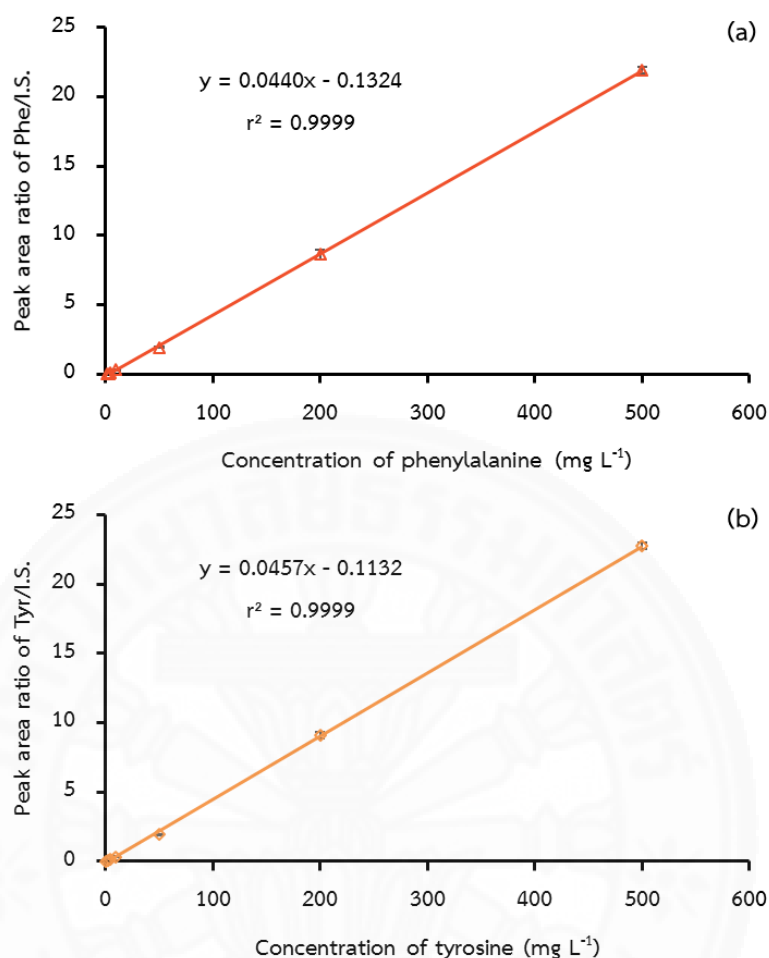 (a)
25
20
15
10
5
0
y = 0.0440x - 0.1324
r² = 0.9999
Peak area ratio of Phe/I.S.
0 100 200 300 400 500 600
Concentration of phenylalanine (mg L⁻¹)
(b)
25
20
15
10
5
0
y = 0.0457x - 0.1132
r² = 0.9999
Peak area ratio of Tyr/I.S.
0 100 200 300 400 500 600
Concentration of tyrosine (mg L⁻¹)